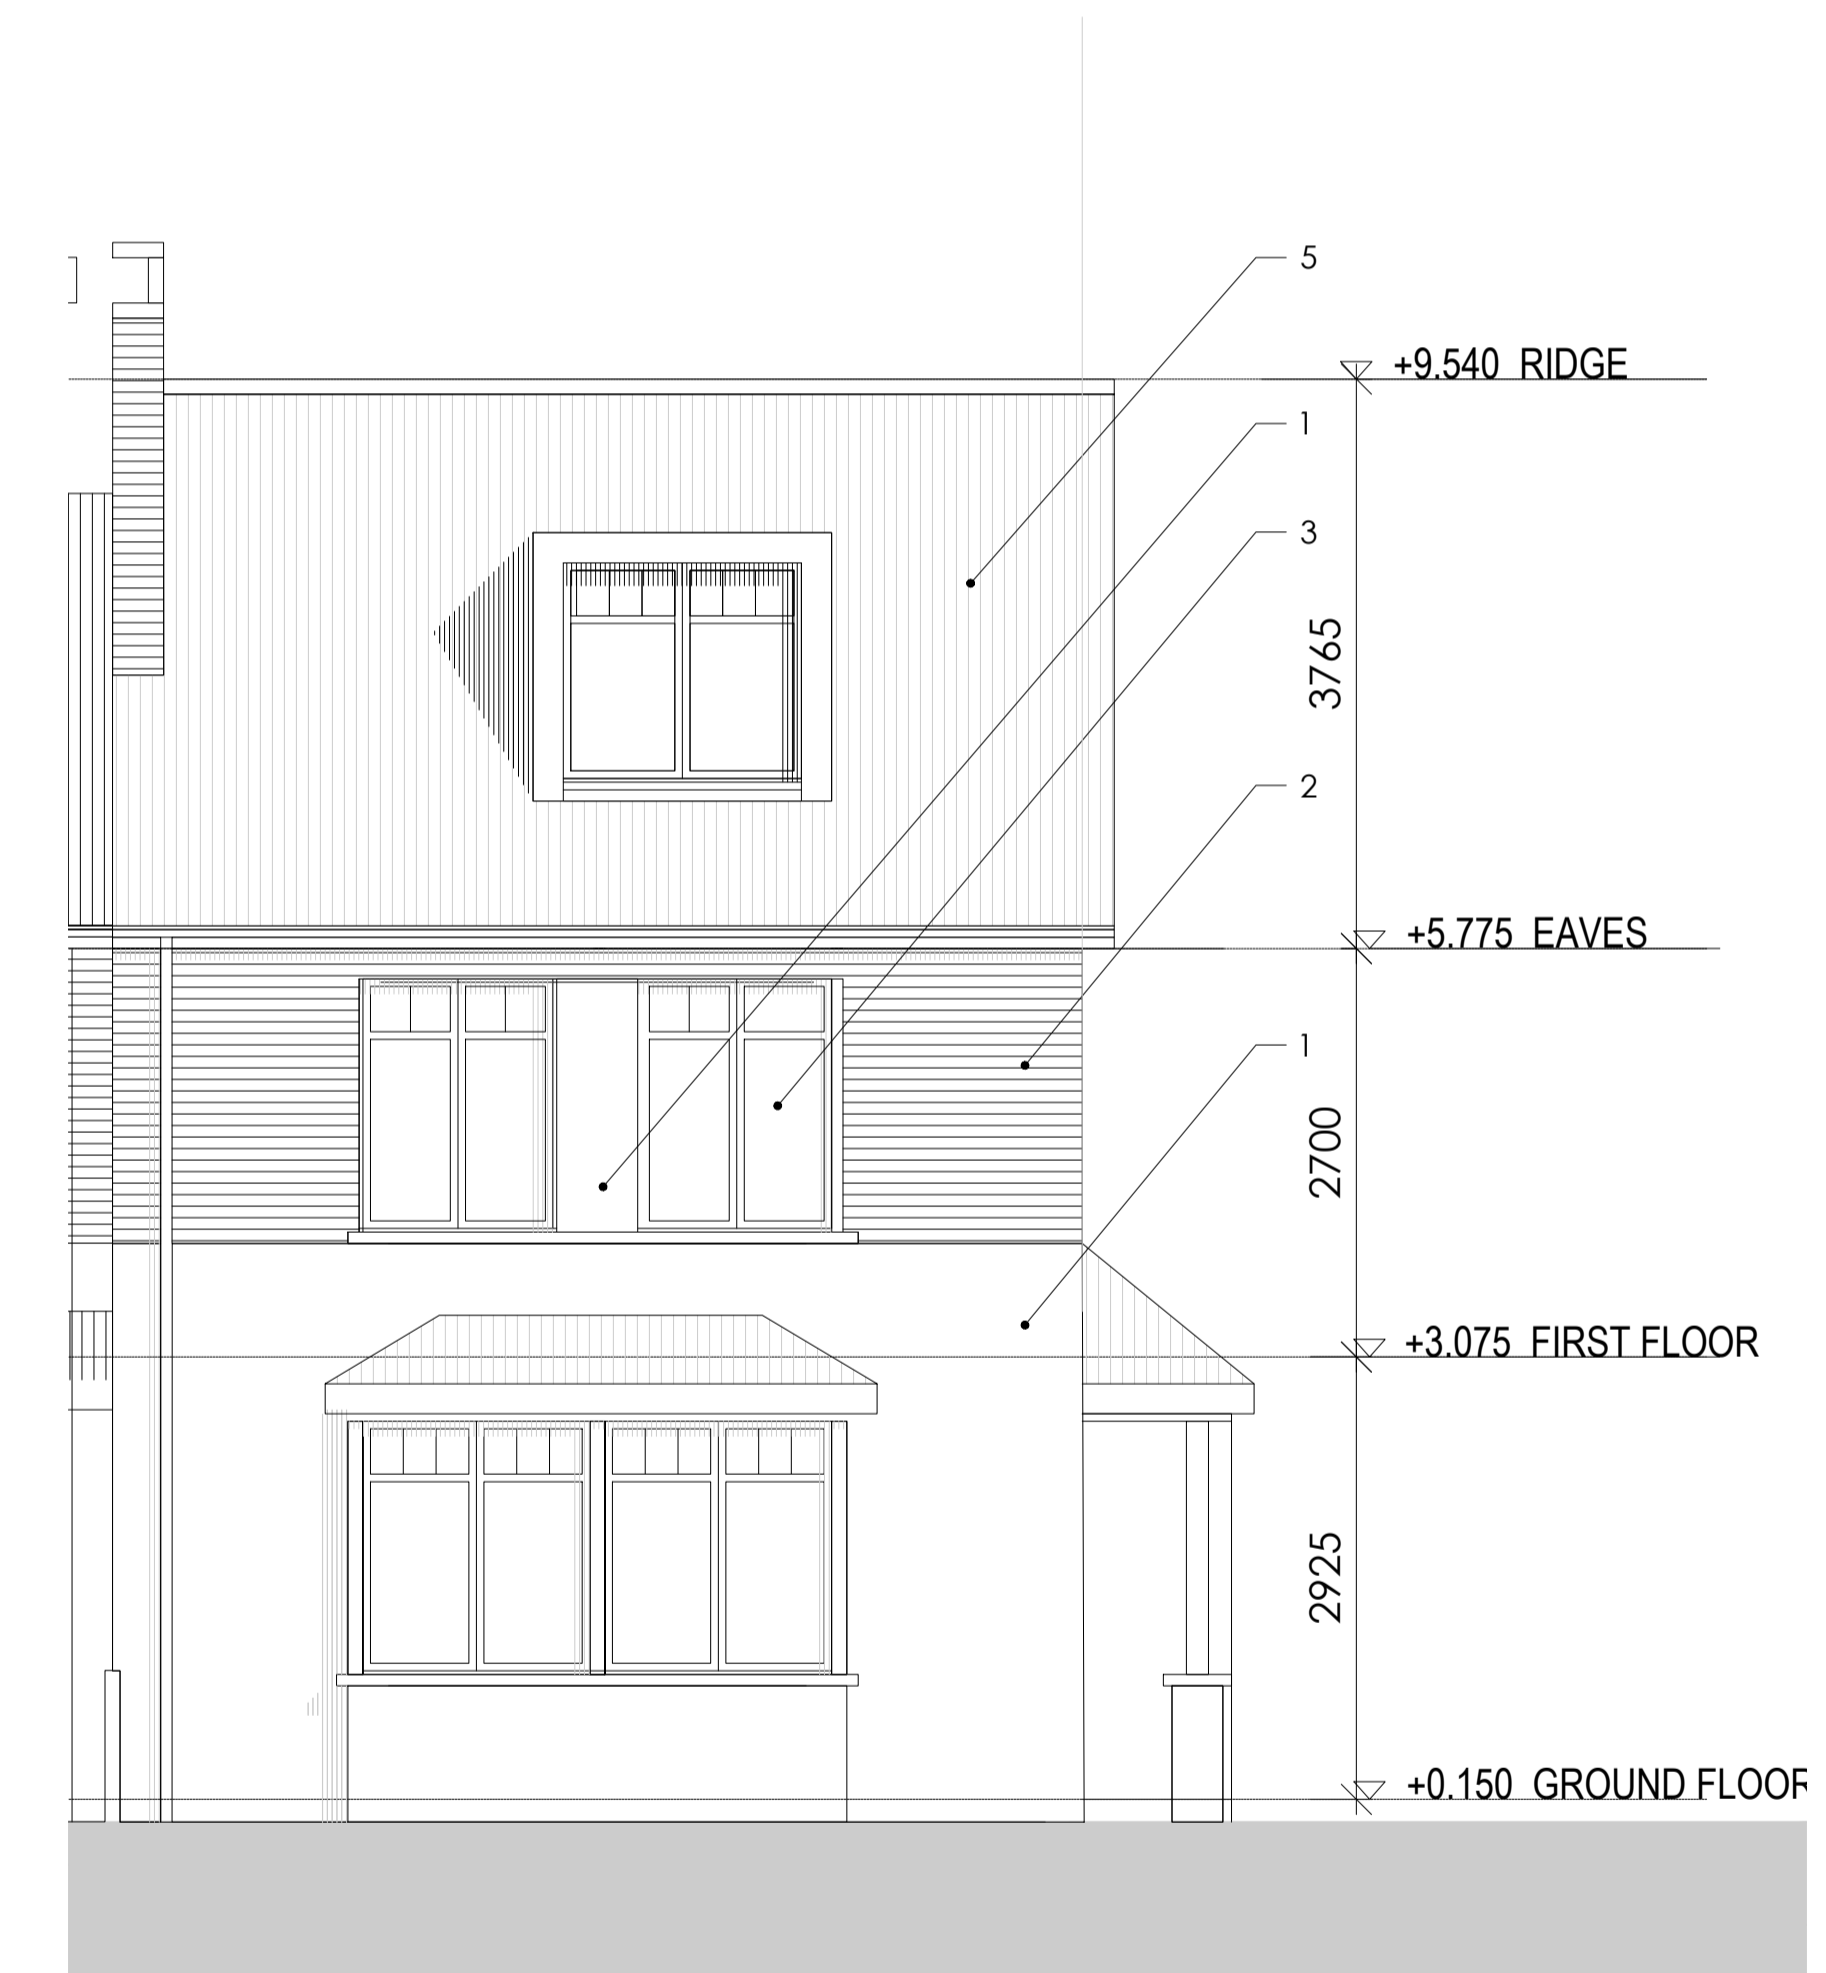 5
+9.540 RIDGE
1
3
3765
2
+5.775 EAVES
1
2700
+3.075 FIRST FLOOR
2925
+0.150 GROUND FLOOR